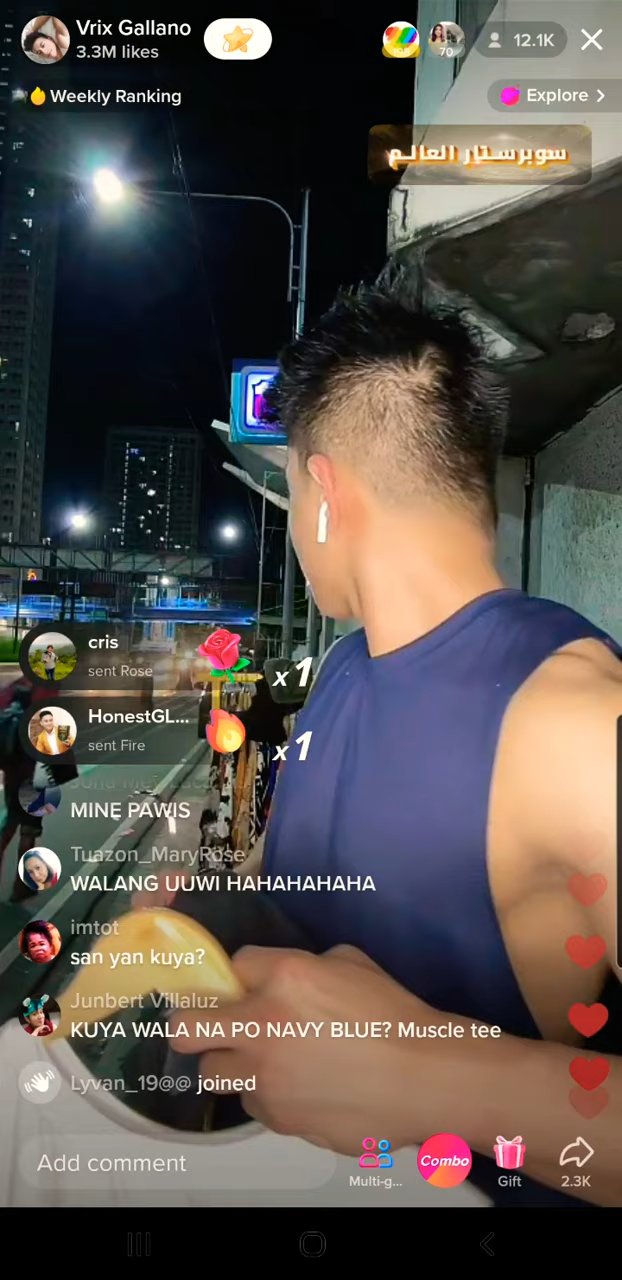 Vrix Gallano
3.3M likes
70
12.1K
Weekly Ranking
Explore
سوبرستار العالم
cris
sent Rose
x1
HonestGL...
sent Fire
x1
MINE PAWIS
Tuazon_MaryRose
WALANG UUWI HAHAHAHAHA
imtot
san yan kuya?
Junbert Villaluz
KUYA WALA NA PO NAVY BLUE? Muscle tee
Lyvan_19@@ joined
Add comment
Multi-g...
Combo
Gift
2.3K